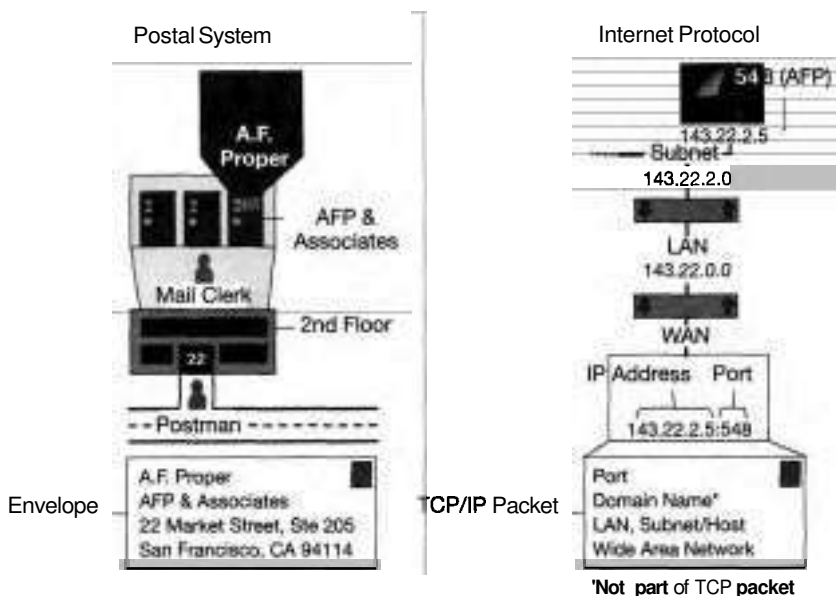 Postal System
A.F.
Proper
AFP &
Associates
Mail Clerk
2nd Floor
22
Postman
Envelope
A.F. Proper
AFP & Associates
22 Market Street, Ste 205
San Francisco, CA 94114
Internet Protocol
548 (AFP)
143.22.2.5
Subnet
143.22.2.0
LAN
143.22.0.0
WAN
IP Address Port
143.22.2.5:548
TCP/IP Packet
Port
Domain Name*
LAN, Subnet/Host
Wide Area Network
'Not part of TCP packet